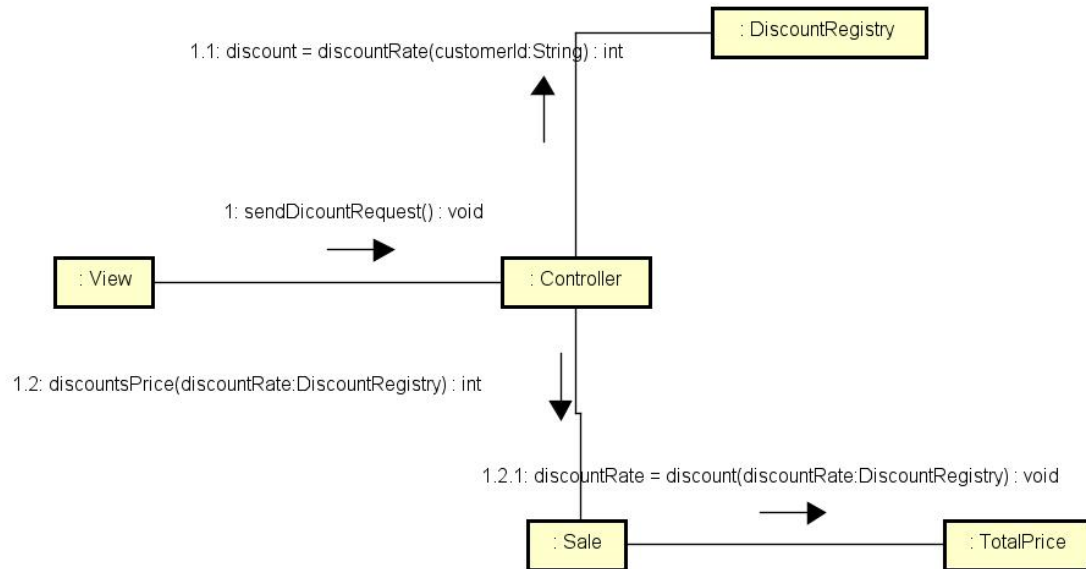 : DiscountRegistry
1.1: discount = discountRate(customerId:String) : int
1: sendDicountRequest() : void
: View
: Controller
1.2: discountsPrice(discountRate:DiscountRegistry) : int
1.2.1: discountRate = discount(discountRate:DiscountRegistry) : void
: Sale
: TotalPrice